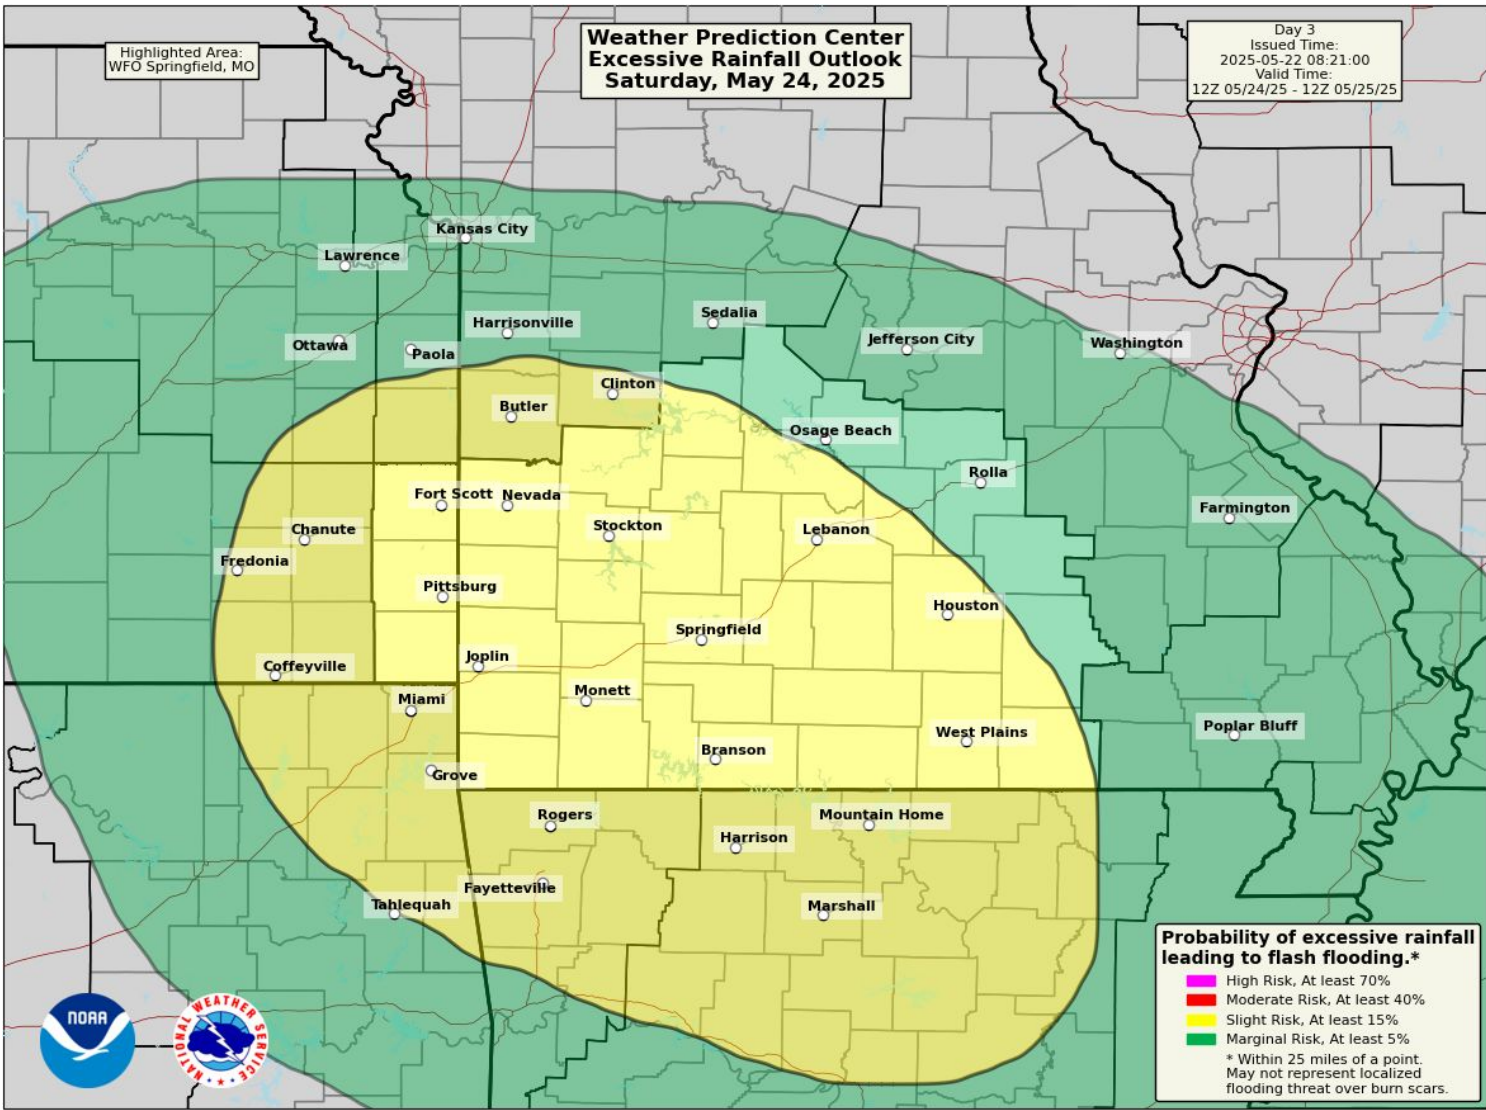 Highlighted Area:
WFO Springfield, MO
Weather Prediction Center
Excessive Rainfall Outlook
Saturday, May 24, 2025
Day 3
Issued Time:
2025-05-22 08:21:00
Valid Time:
12Z 05/24/25 - 12Z 05/25/25
Kansas City
Lawrence
Harrisonville
Sedalia
Ottawa
Paola
Jefferson City
Washington
Clinton
Butler
Osage Beach
Rolla
Fort Scott
Nevada
Farmington
Chanute
Stockton
Lebanon
Fredonia
Pittsburg
Houston
Springfield
Joplin
Coffeyville
Miami
Monett
West Plains
Poplar Bluff
Branson
Grove
Rogers
Mountain Home
Harrison
Fayetteville
Tahlequah
Marshall
Probability of excessive rainfall
leading to flash flooding.*
High Risk, At least 70%
Moderate Risk, At least 40%
Slight Risk, At least 15%
Marginal Risk, At least 5%
* Within 25 miles of a point.
May not represent localized
flooding threat over burn scars.
NOAA
NATIONAL WEATHER SERVICE